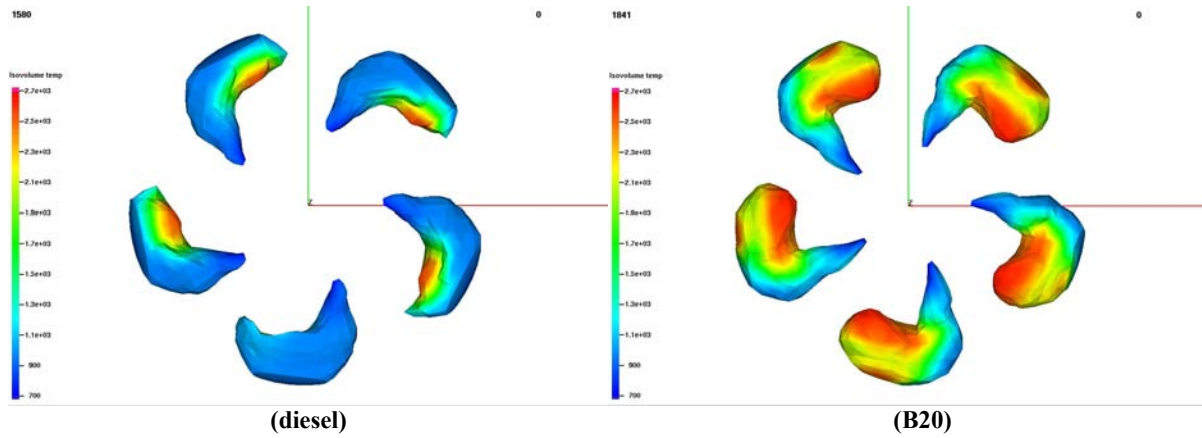 1580
0
Isovolume temp
2.7e+03
2.5e+03
2.3e+03
2.1e+03
1.9e+03
1.7e+03
1.5e+03
1.3e+03
1.1e+03
900
700
Z
(diesel)
1841
0
Isovolume temp
2.7e+03
2.5e+03
2.3e+03
2.1e+03
1.9e+03
1.7e+03
1.5e+03
1.3e+03
1.1e+03
900
700
Z
(B20)